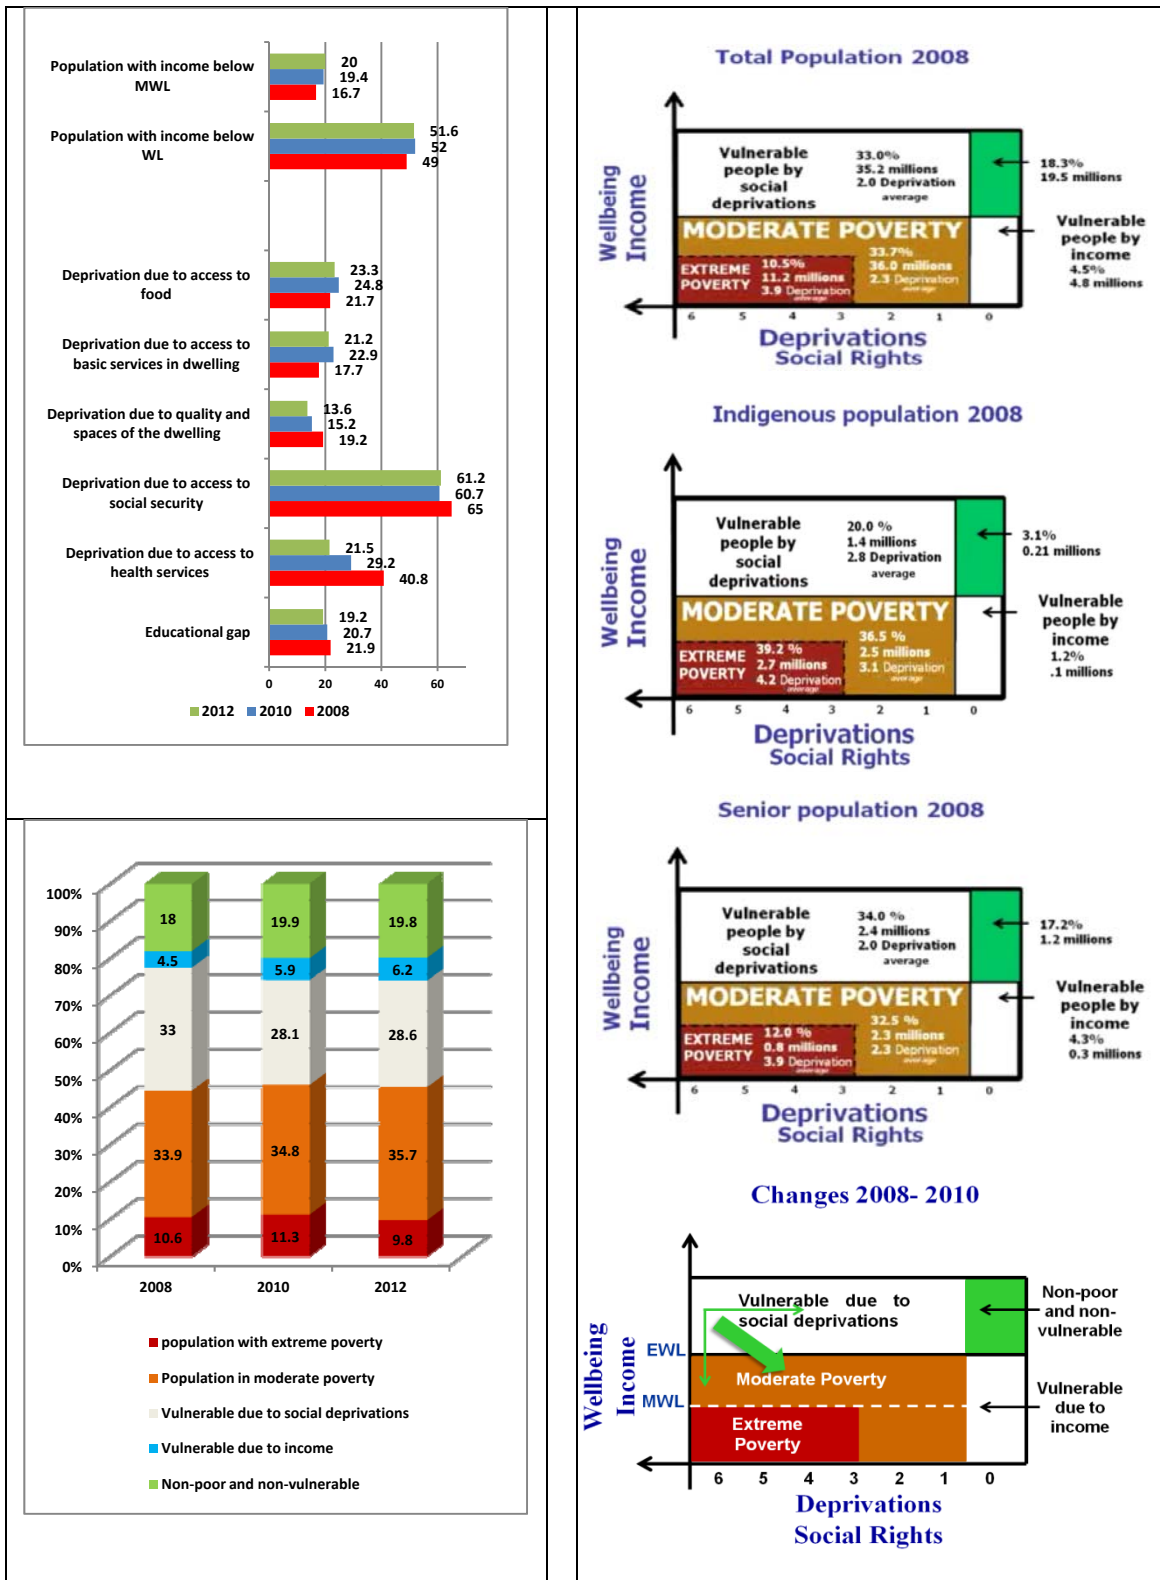 Population with income below
MWL
20
19.4
16.7
Population with income below
WL
51.6
52
49
Deprivation due to access to
food
23.3
24.8
21.7
Deprivation due to access to
basic services in dwelling
21.2
22.9
17.7
Deprivation due to quality and
spaces of the dwelling
13.6
15.2
19.2
Deprivation due to access to
social security
61.2
60.7
65
Deprivation due to access to
health services
21.5
29.2
40.8
Educational gap
19.2
20.7
21.9
0 20 40 60
2012 2010 2008
100%
90%
80%
70%
60%
50%
40%
30%
20%
10%
0%
18 19.9 19.8
4.5 5.9 6.2
33 28.1 28.6
33.9 34.8 35.7
10.6 11.3 9.8
2008 2010 2012
population with extreme poverty
Population in moderate poverty
Vulnerable due to social deprivations
Vulnerable due to income
Non-poor and non-vulnerable
Total Population 2008
Wellbeing
Income
Vulnerable
people by
social
deprivations
33.0%
35.2 millions
2.0 Deprivation
average
18.3%
19.5 millions
MODERATE POVERTY
33.7%
36.0 millions
2.3 Deprivation
average
EXTREME
POVERTY
10.5%
11.2 millions
3.9 Deprivation
average
Vulnerable
people by
income
4.5%
4.8 millions
6 5 4 3 2 1 0
Deprivations
Social Rights
Indigenous population 2008
Wellbeing
Income
Vulnerable
people by
social
deprivations
20.0 %
1.4 millions
2.8 Deprivation
average
3.1%
0.21 millions
MODERATE POVERTY
36.5 %
2.5 millions
3.1 Deprivation
average
EXTREME
POVERTY
39.2 %
2.7 millions
4.2 Deprivation
average
Vulnerable
people by
income
1.2%
.1 millions
6 5 4 3 2 1 0
Deprivations
Social Rights
Senior population 2008
Wellbeing
Income
Vulnerable
people by
social
deprivations
34.0 %
2.4 millions
2.0 Deprivation
average
17.2%
1.2 millions
MODERATE POVERTY
32.5 %
2.3 millions
2.3 Deprivation
average
EXTREME
POVERTY
12.0 %
0.8 millions
3.9 Deprivation
average
Vulnerable
people by
income
4.3%
0.3 millions
6 5 4 3 2 1 0
Deprivations
Social Rights
Changes 2008- 2010
Wellbeing
Income
Vulnerable due to
social deprivations
Non-poor
and non-
vulnerable
EWL
Moderate Poverty
MWL
Extreme
Poverty
Vulnerable
due to
income
6 5 4 3 2 1 0
Deprivations
Social Rights